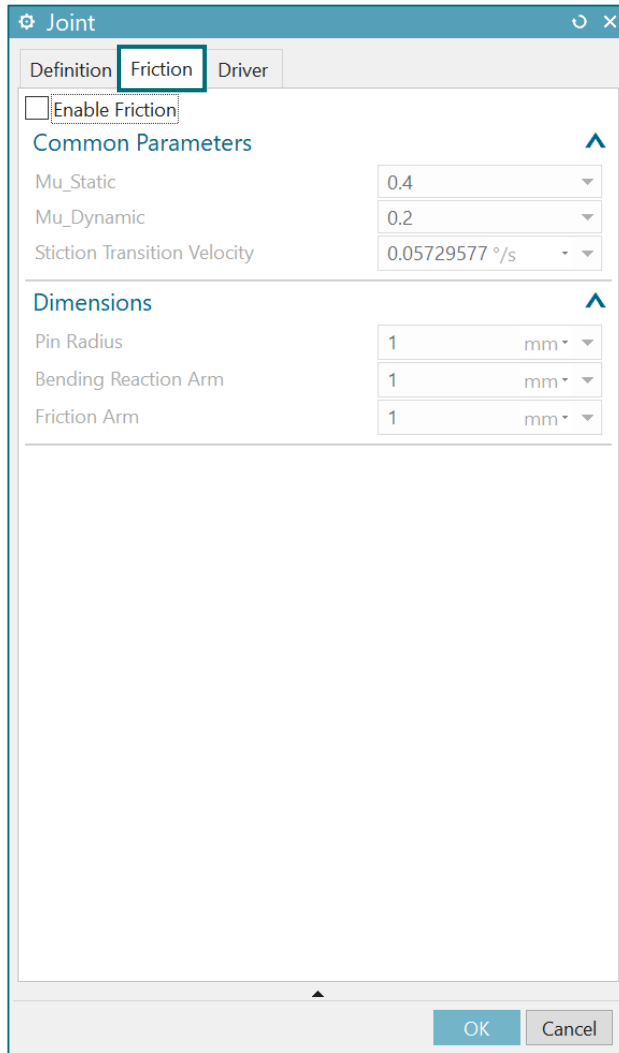 Joint
Definition Friction Driver
Enable Friction
Common Parameters
Mu_Static 0.4
Mu_Dynamic 0.2
Stiction Transition Velocity 0.05729577 °/s
Dimensions
Pin Radius 1 mm
Bending Reaction Arm 1 mm
Friction Arm 1 mm
OK Cancel